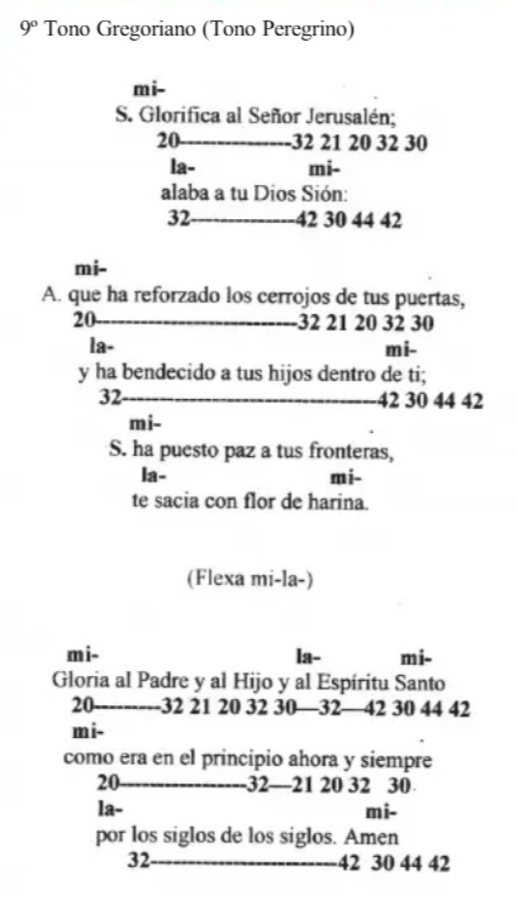 9º Tono Gregoriano (Tono Peregrino)
mi-
S. Glorifica al Señor Jerusalén;
20---------------32 21 20 32 30
la- mi-
alaba a tu Dios Sión:
32--------------42 30 44 42
mi-
A. que ha reforzado los cerrojos de tus puertas,
20---------------------------32 21 20 32 30
la- mi-
y ha bendecido a tus hijos dentro de ti;
32----------------------------------42 30 44 42
mi-
S. ha puesto paz a tus fronteras,
la- mi-
te sacia con flor de harina.
(Flexa mi-la-)
mi- la- mi-
Gloria al Padre y al Hijo y al Espíritu Santo
20---------32 21 20 32 30—32—42 30 44 42
mi-
como era en el principio ahora y siempre
20-----------------32—21 20 32 30
la- mi-
por los siglos de los siglos. Amen
32-------------------------42 30 44 42